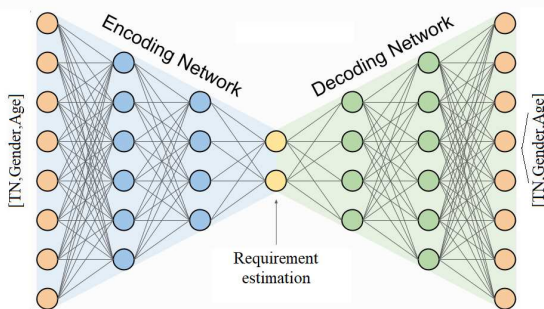 Encoding Network
Decoding Network
[TN,Gender,Age]
[TN,Gender,Age]
Requirement
estimation